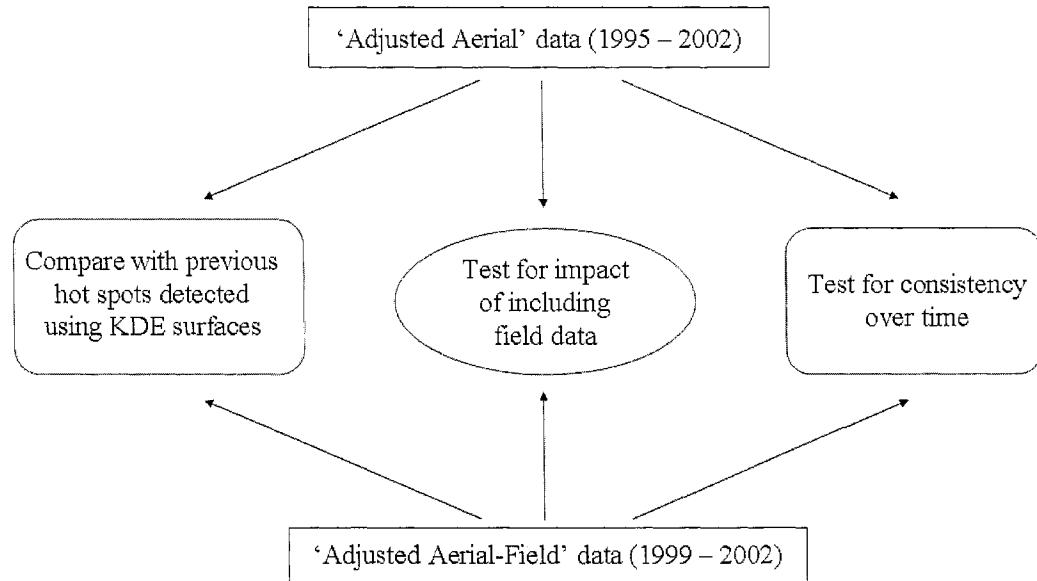 ‘Adjusted Aerial’ data (1995 – 2002)
Compare with previous
hot spots detected
using KDE surfaces
Test for impact
of including
field data
Test for consistency
over time
‘Adjusted Aerial-Field’ data (1999 – 2002)